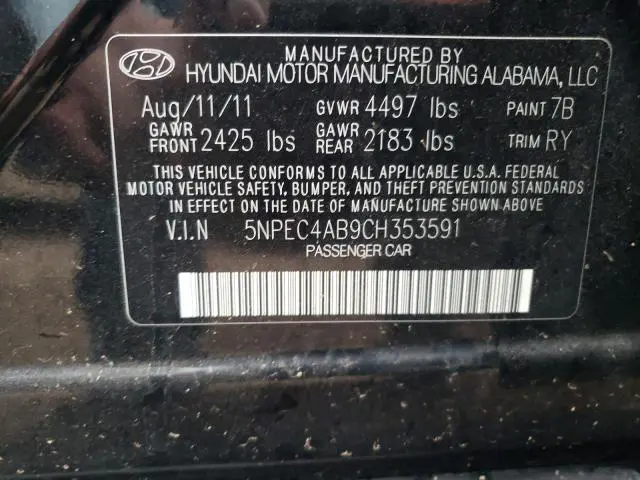 MANUFACTURED BY
HYUNDAI MOTOR MANUFACTURING ALABAMA, LLC
Aug/11/11 GVWR 4497 lbs PAINT 7B
GAWR FRONT 2425 lbs GAWR REAR 2183 lbs TRIM RY
THIS VEHICLE CONFORMS TO ALL APPLICABLE U.S.A. FEDERAL
MOTOR VEHICLE SAFETY, BUMPER, AND THEFT PREVENTION STANDARDS
IN EFFECT ON THE DATE OF MANUFACTURE SHOWN ABOVE.
V.I.N 5NPEC4AB9CH353591
PASSENGER CAR